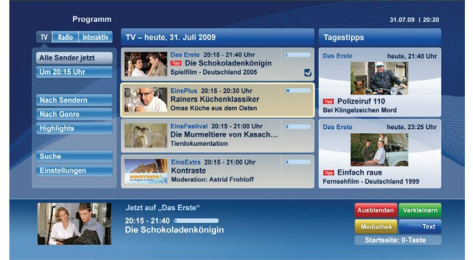 Programm
31.07.09 | 20:20
TV Radio Interaktiv
Alle Sender jetzt
Um 20:15 Uhr
Nach Sendern
Nach Genre
Highlights
Suche
Einstellungen
TV – heute, 31. Juli 2009
Das Erste 20:15 - 21:40 Uhr
Tipp Die Schokoladenkönigin
Spielfilm - Deutschland 2005
EinsPlus 20:15 - 20:30 Uhr
Rainers Küchenklassiker
Omas Küche aus dem Osten
EinsFestival 20:15 - 21:00 Uhr
Die Murmeltiere von Kasach...
Tierdokumentation
EinsExtra 20:15 - 21:00 Uhr
Kontraste
Moderation: Astrid Frohloff
KONTRASTE
Tagestipps
Das Erste heute, 21:40 Uhr
Tipp Polizeiruf 110
Bei Klingelzeichen Mord
Das Erste heute, 23:25 Uhr
Tipp Einfach raus
Fernsehfilm - Deutschland 1999
Jetzt auf „Das Erste“
20:15 - 21:40
Die Schokoladenkönigin
Ausblenden Verkleinern
Mediathek Text
Startseite: 0-Taste